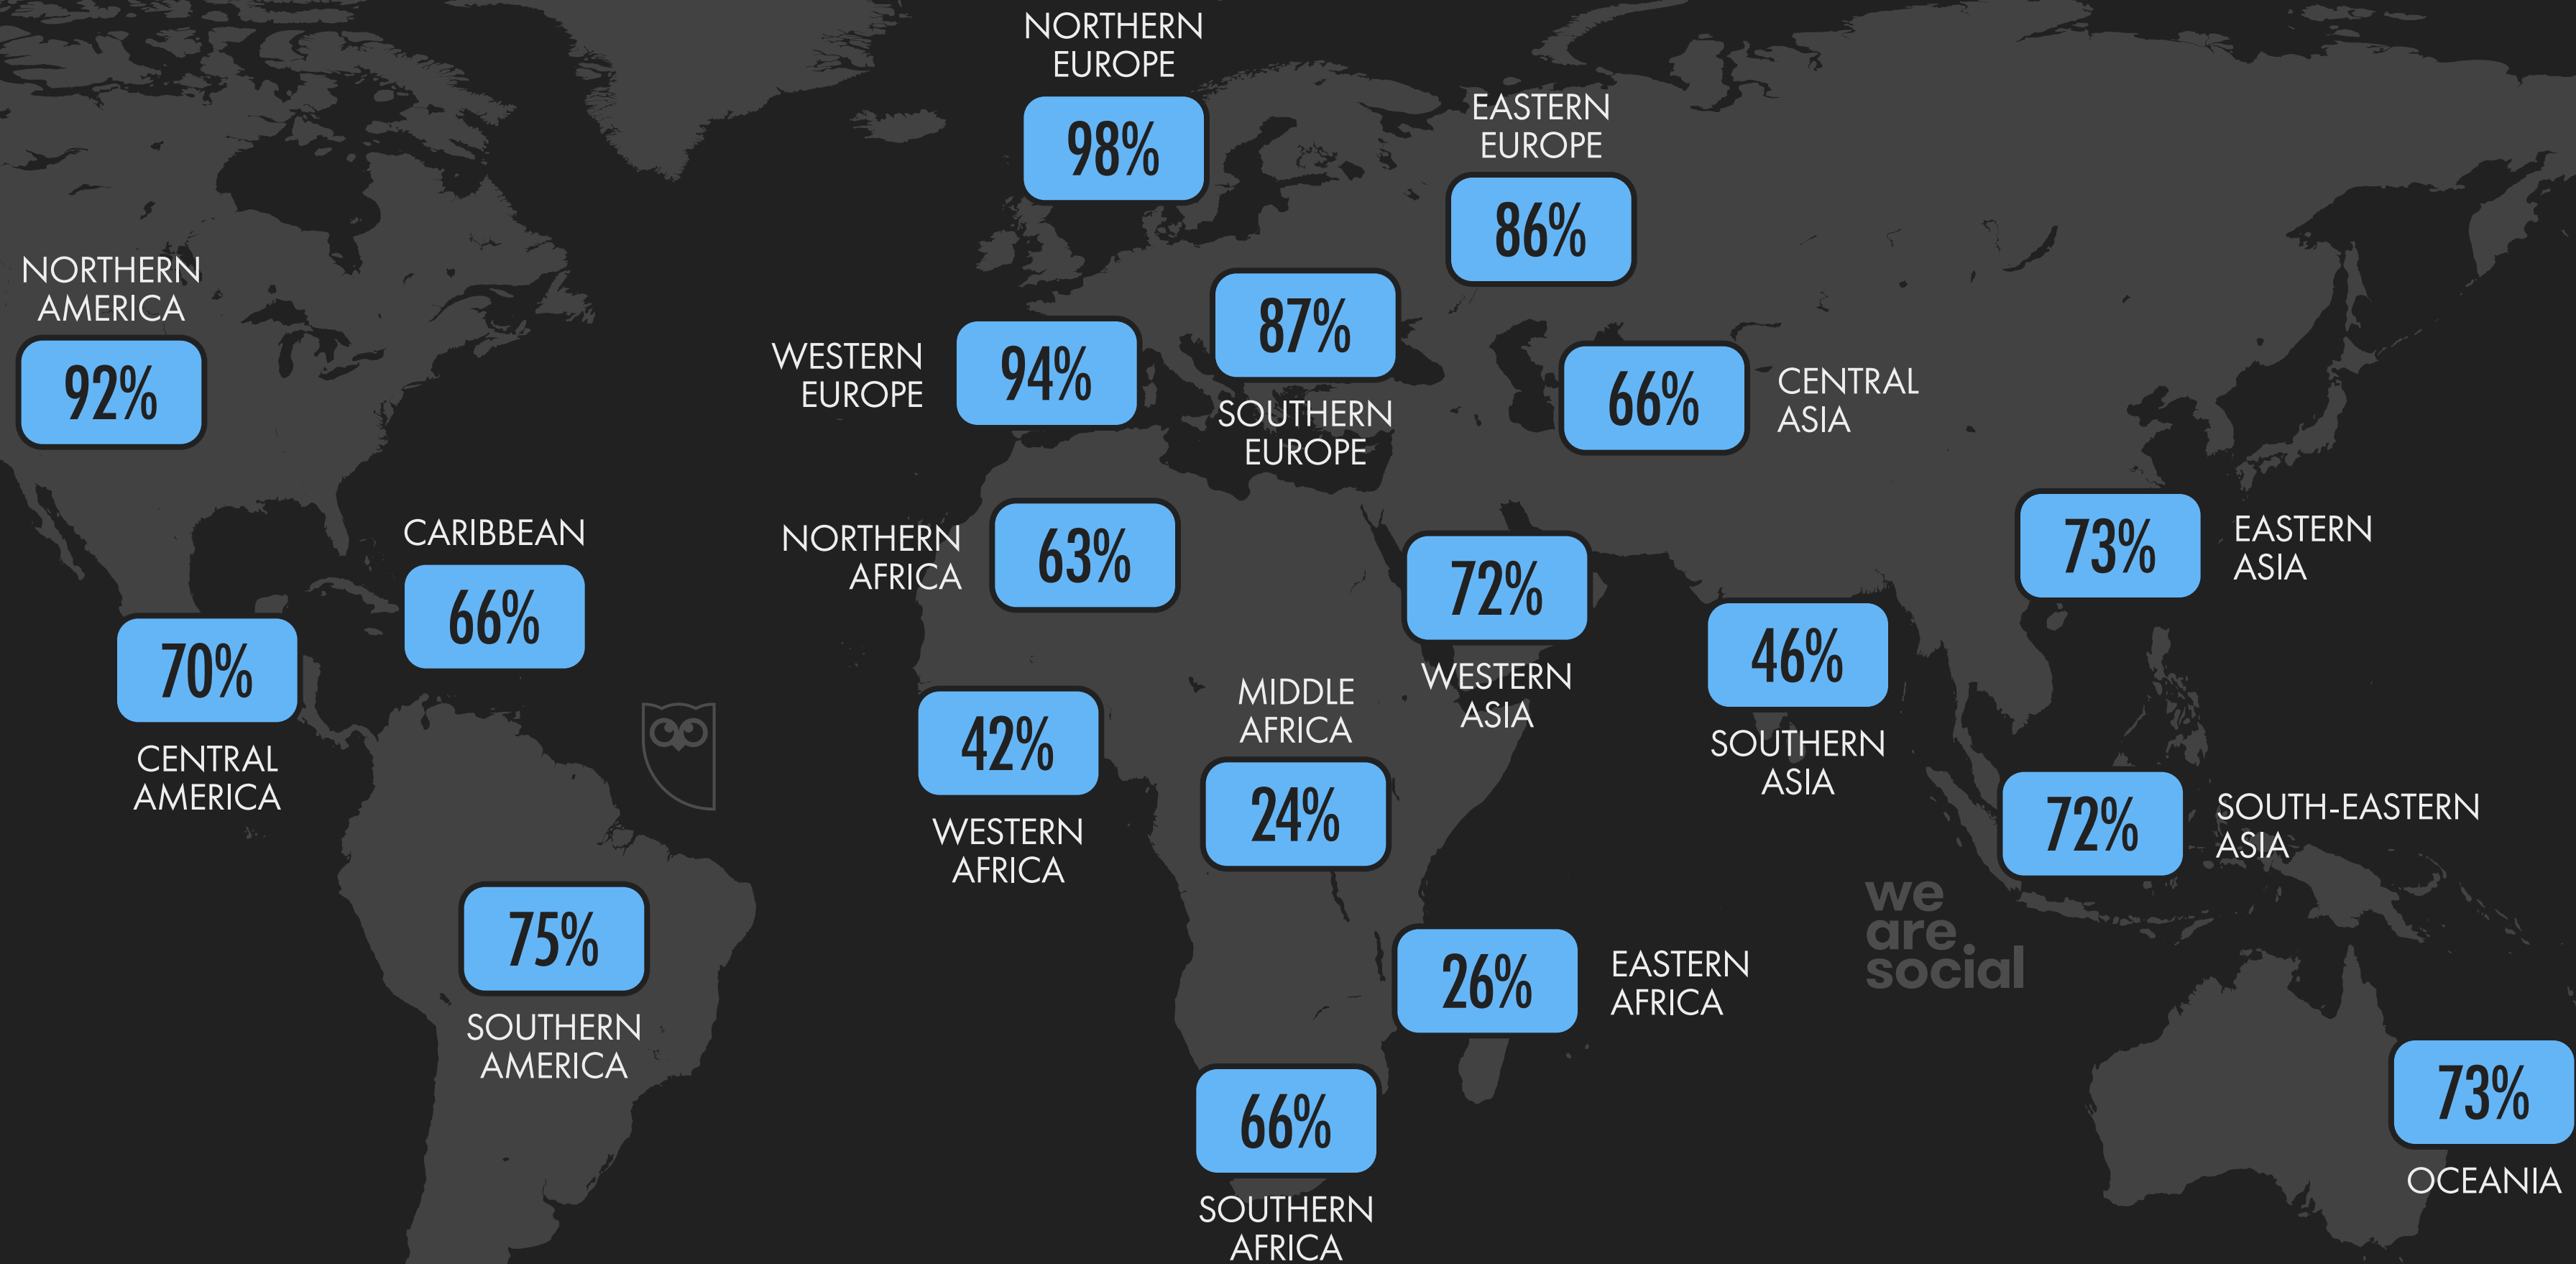 NORTHERN
EUROPE
98%
EASTERN
EUROPE
86%
NORTHERN
AMERICA
92%
WESTERN
EUROPE
94%
87%
SOUTHERN
EUROPE
66%
CENTRAL
ASIA
CARIBBEAN
66%
NORTHERN
AFRICA
63%
72%
WESTERN
ASIA
73%
EASTERN
ASIA
70%
CENTRAL
AMERICA
46%
SOUTHERN
ASIA
42%
WESTERN
AFRICA
MIDDLE
AFRICA
24%
72%
SOUTH-EASTERN
ASIA
75%
SOUTHERN
AMERICA
26%
EASTERN
AFRICA
we
are
social
66%
SOUTHERN
AFRICA
73%
OCEANIA